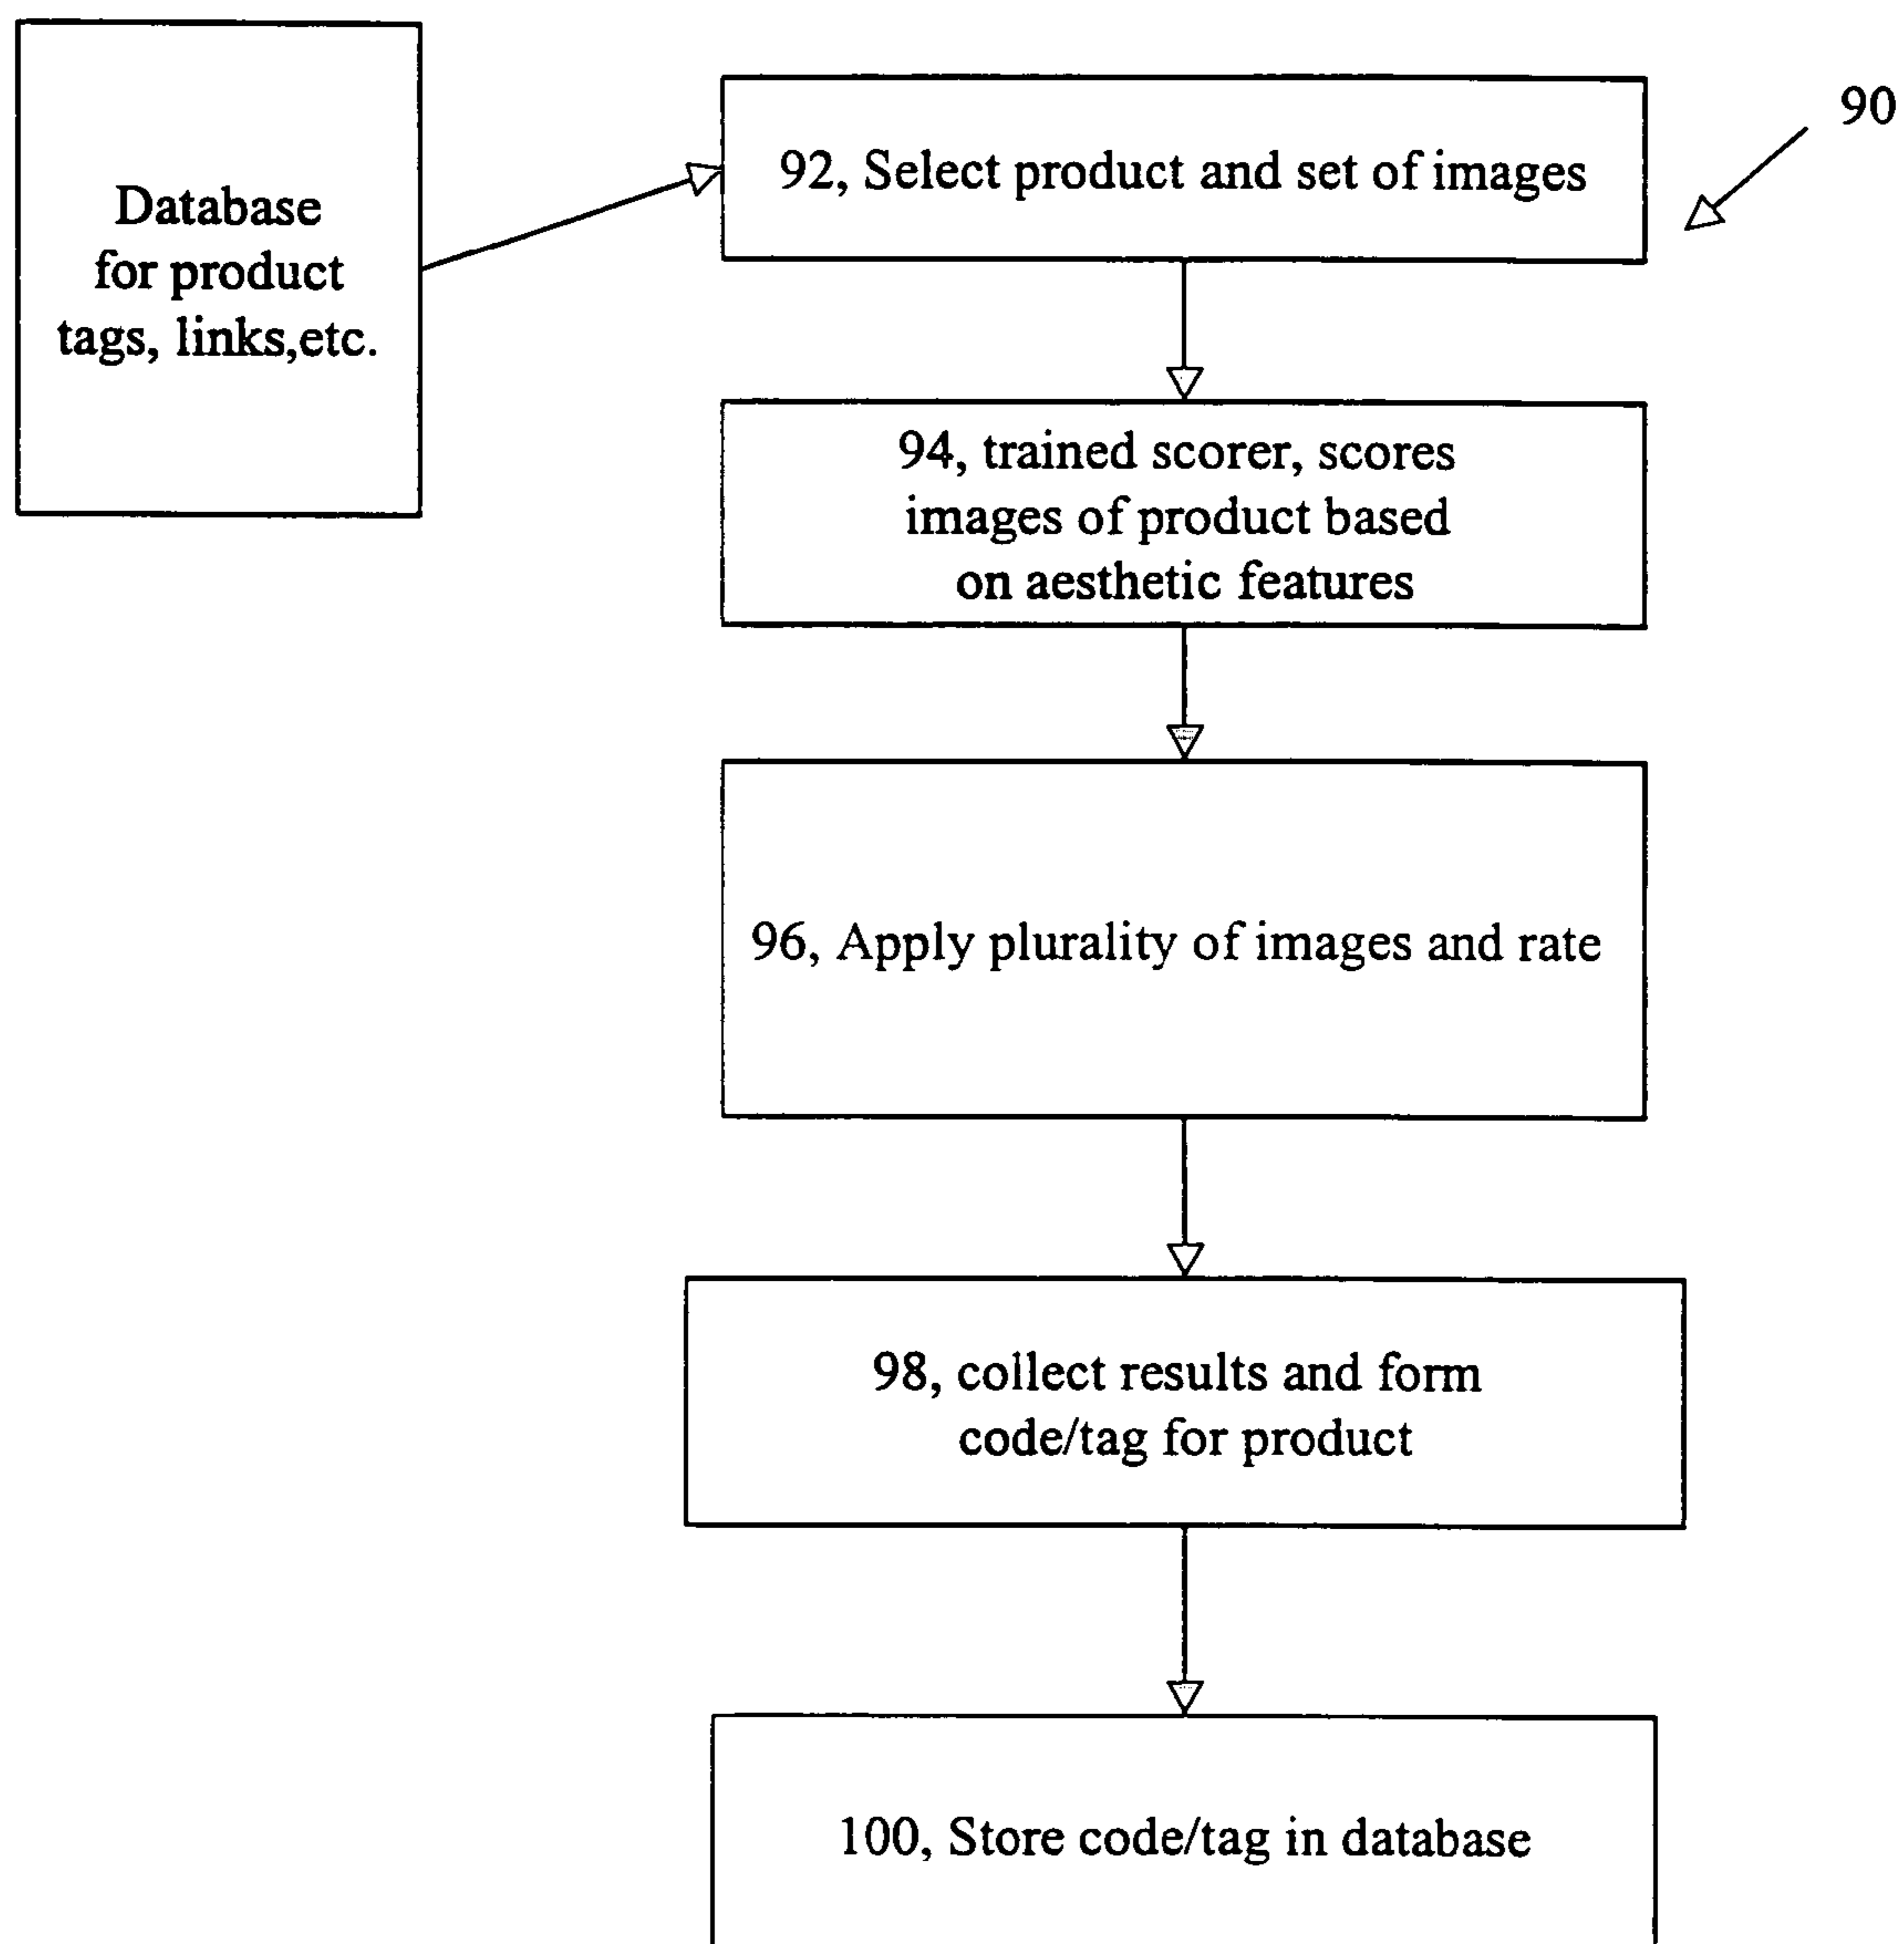 Database
for product
tags, links,etc.
92, Select product and set of images
90
94, trained scorer, scores
images of product based
on aesthetic features
96, Apply plurality of images and rate
98, collect results and form
code/tag for product
100, Store code/tag in database